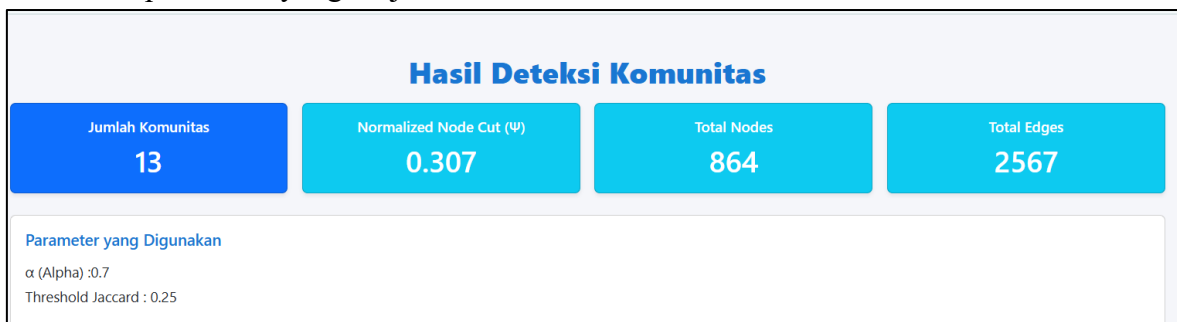 Hasil Deteksi Komunitas
Jumlah Komunitas
13
Normalized Node Cut (Ψ)
0.307
Total Nodes
864
Total Edges
2567
Parameter yang Digunakan
α (Alpha) :0.7
Threshold Jaccard : 0.25